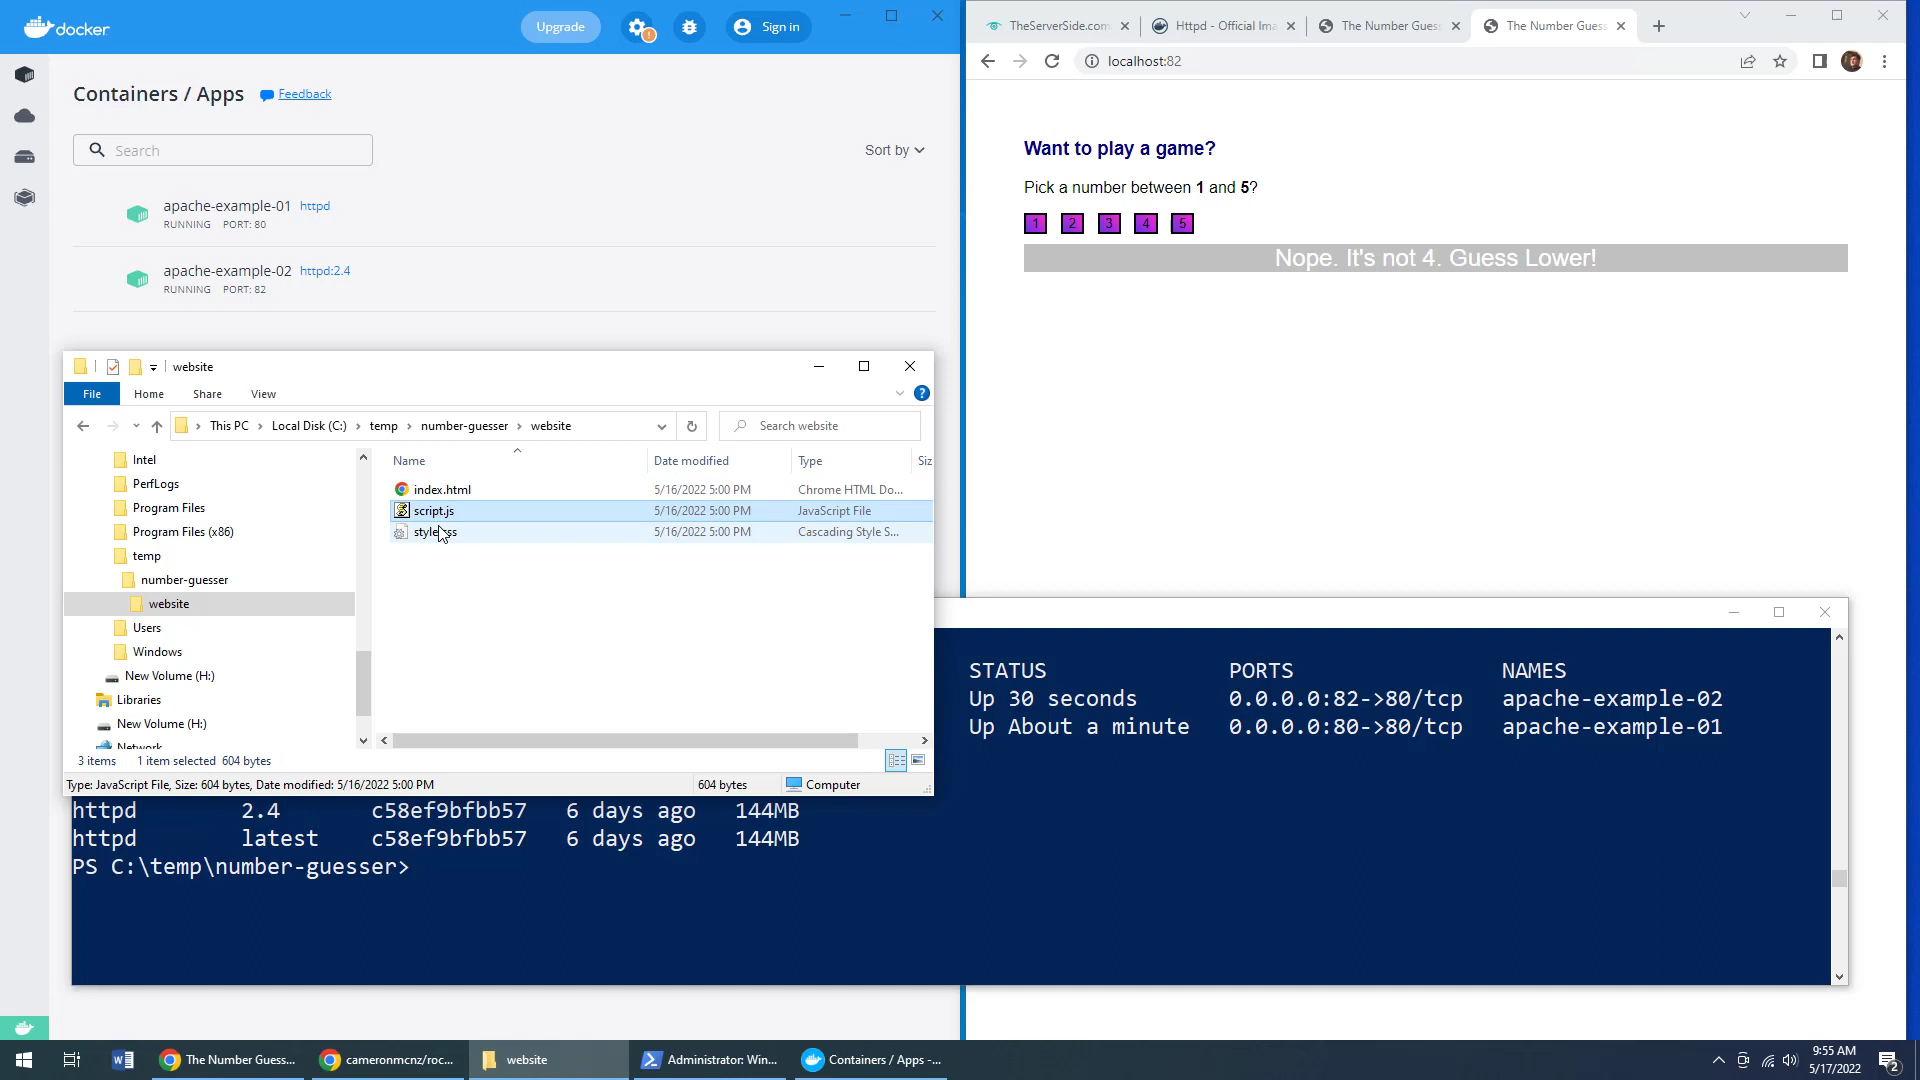 docker
Upgrade
Sign in
Containers / Apps
Feedback
Search
Sort by
apache-example-01 httpd
RUNNING PORT: 80
apache-example-02 httpd:2.4
RUNNING PORT: 82
TheServerSide.com
Httpd - Official Ima
The Number Gues
The Number Gues
localhost:82
Want to play a game?
Pick a number between 1 and 5?
1 2 3 4 5
Nope. It's not 4. Guess Lower!
website
File Home Share View
This PC > Local Disk (C:) > temp > number-guesser > website
Search website
Intel
PerfLogs
Program Files
Program Files (x86)
temp
number-guesser
website
Users
Windows
New Volume (H:)
Libraries
New Volume (H:)
Network
Name Date modified Type Siz
index.html 5/16/2022 5:00 PM Chrome HTML Do...
script.js 5/16/2022 5:00 PM JavaScript File
5/16/2022 5:00 PM Cascading Style S...
3 items 1 item selected 604 bytes
Type: JavaScript File, Size: 604 bytes, Date modified: 5/16/2022 5:00 PM 604 bytes Computer
STATUS PORTS NAMES
Up 30 seconds 0.0.0.0:82->80/tcp apache-example-02
Up About a minute 0.0.0.0:80->80/tcp apache-example-01
httpd 2.4 c58ef9bfbb57 6 days ago 144MB
httpd latest c58ef9bfbb57 6 days ago 144MB
PS C:\temp\number-guesser>
The Number Gues...
cameronmcnz/roc...
website
Administrator: Win...
Containers / Apps -...
9:55 AM
5/17/2022
2